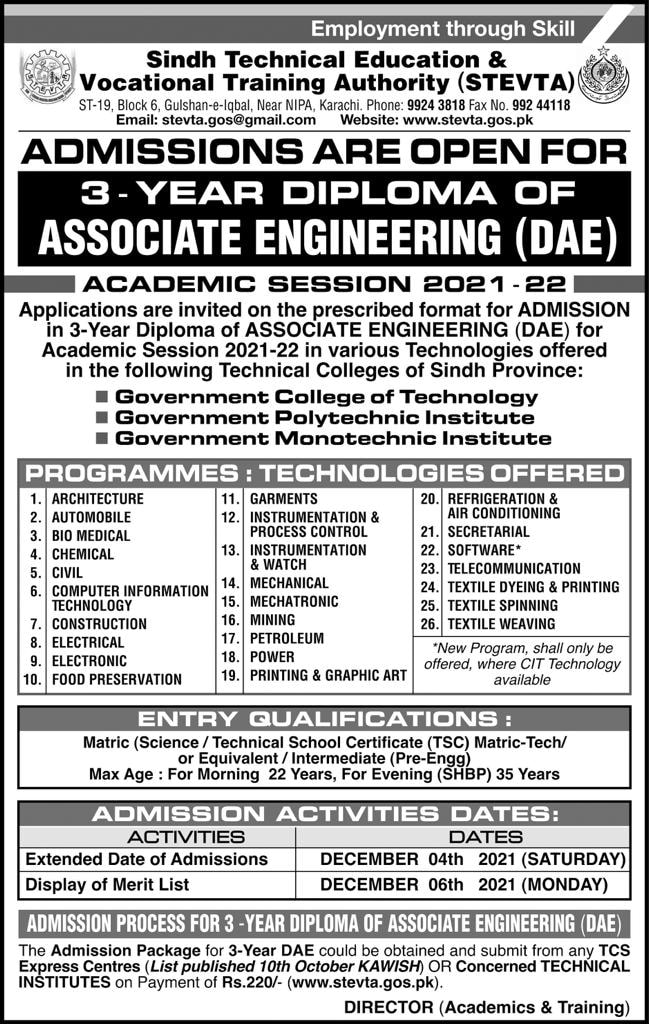 Employment through Skill
Sindh Technical Education &
Vocational Training Authority (STEVTA)
ST-19, Block 6, Gulshan-e-Iqbal, Near NIPA, Karachi. Phone: 9924 3818 Fax No. 992 44118
Email: stevta.gos@gmail.com Website: www.stevta.gos.pk
ADMISSIONS ARE OPEN FOR
3 - YEAR DIPLOMA OF
ASSOCIATE ENGINEERING (DAE)
ACADEMIC SESSION 2021 - 22
Applications are invited on the prescribed format for ADMISSION
in 3-Year Diploma of ASSOCIATE ENGINEERING (DAE) for
Academic Session 2021-22 in various Technologies offered
in the following Technical Colleges of Sindh Province:
■ Government College of Technology
■ Government Polytechnic Institute
■ Government Monotechnic Institute
PROGRAMMES : TECHNOLOGIES OFFERED
1. ARCHITECTURE
2. AUTOMOBILE
3. BIO MEDICAL
4. CHEMICAL
5. CIVIL
6. COMPUTER INFORMATION
TECHNOLOGY
7. CONSTRUCTION
8. ELECTRICAL
9. ELECTRONIC
10. FOOD PRESERVATION
11. GARMENTS
12. INSTRUMENTATION &
PROCESS CONTROL
13. INSTRUMENTATION
& WATCH
14. MECHANICAL
15. MECHATRONIC
16. MINING
17. PETROLEUM
18. POWER
19. PRINTING & GRAPHIC ART
20. REFRIGERATION &
AIR CONDITIONING
21. SECRETARIAL
22. SOFTWARE*
23. TELECOMMUNICATION
24. TEXTILE DYEING & PRINTING
25. TEXTILE SPINNING
26. TEXTILE WEAVING
*New Program, shall only be
offered, where CIT Technology
available
ENTRY QUALIFICATIONS :
Matric (Science / Technical School Certificate (TSC) Matric-Tech/
or Equivalent / Intermediate (Pre-Engg)
Max Age : For Morning 22 Years, For Evening (SHBP) 35 Years
ADMISSION ACTIVITIES DATES:
ACTIVITIES DATES
Extended Date of Admissions DECEMBER 04th 2021 (SATURDAY)
Display of Merit List DECEMBER 06th 2021 (MONDAY)
ADMISSION PROCESS FOR 3 -YEAR DIPLOMA OF ASSOCIATE ENGINEERING (DAE)
The Admission Package for 3-Year DAE could be obtained and submit from any TCS
Express Centres (List published 10th October KAWISH) OR Concerned TECHNICAL
INSTITUTES on Payment of Rs.220/- (www.stevta.gos.pk).
DIRECTOR (Academics & Training)